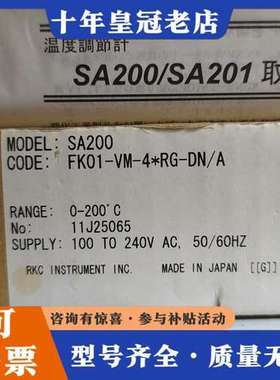 十年皇冠老店
温度調節計
SA200/SA201 取
MODEL: SA200
CODE: FK01-VM-4*RG-DN/A
RANGE: 0-200°C
No: 11J25065
SUPPLY: 100 TO 240V AC, 50/60HZ
RKC INSTRUMENT INC. MADE IN JAPAN [[G]]
咨询有惊喜·参与补贴活动
可
票
型号齐全·质量无忧